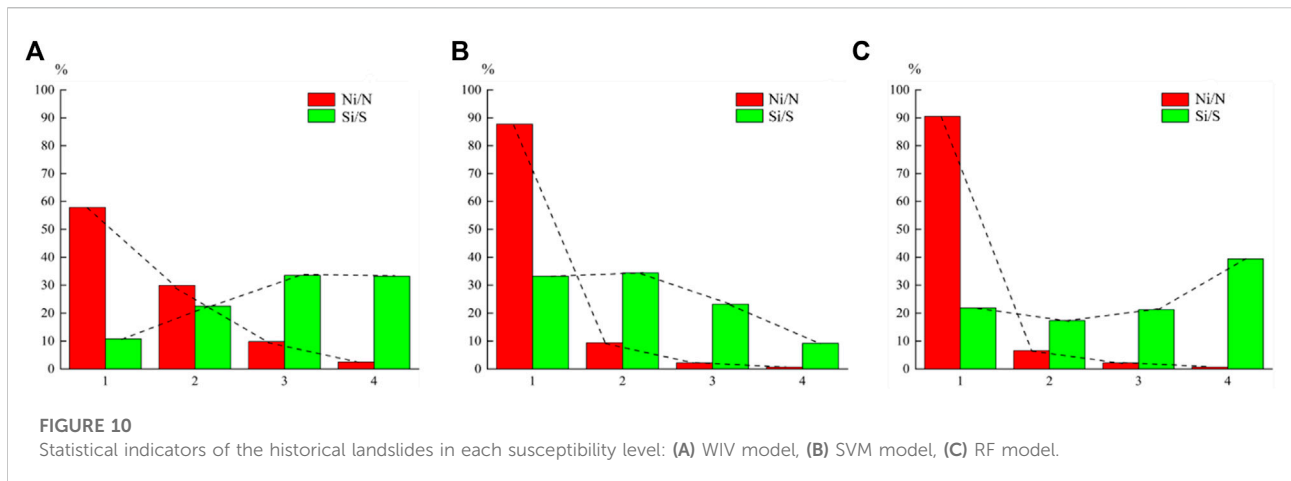 A
%
100
90
80
70
60
50
40
30
20
10
0
1 2 3 4
Ni/N
Si/S
B
%
100
90
80
70
60
50
40
30
20
10
0
1 2 3 4
Ni/N
Si/S
C
%
100
90
80
70
60
50
40
30
20
10
0
1 2 3 4
Ni/N
Si/S
FIGURE 10
Statistical indicators of the historical landslides in each susceptibility level: (A) WIV model, (B) SVM model, (C) RF model.